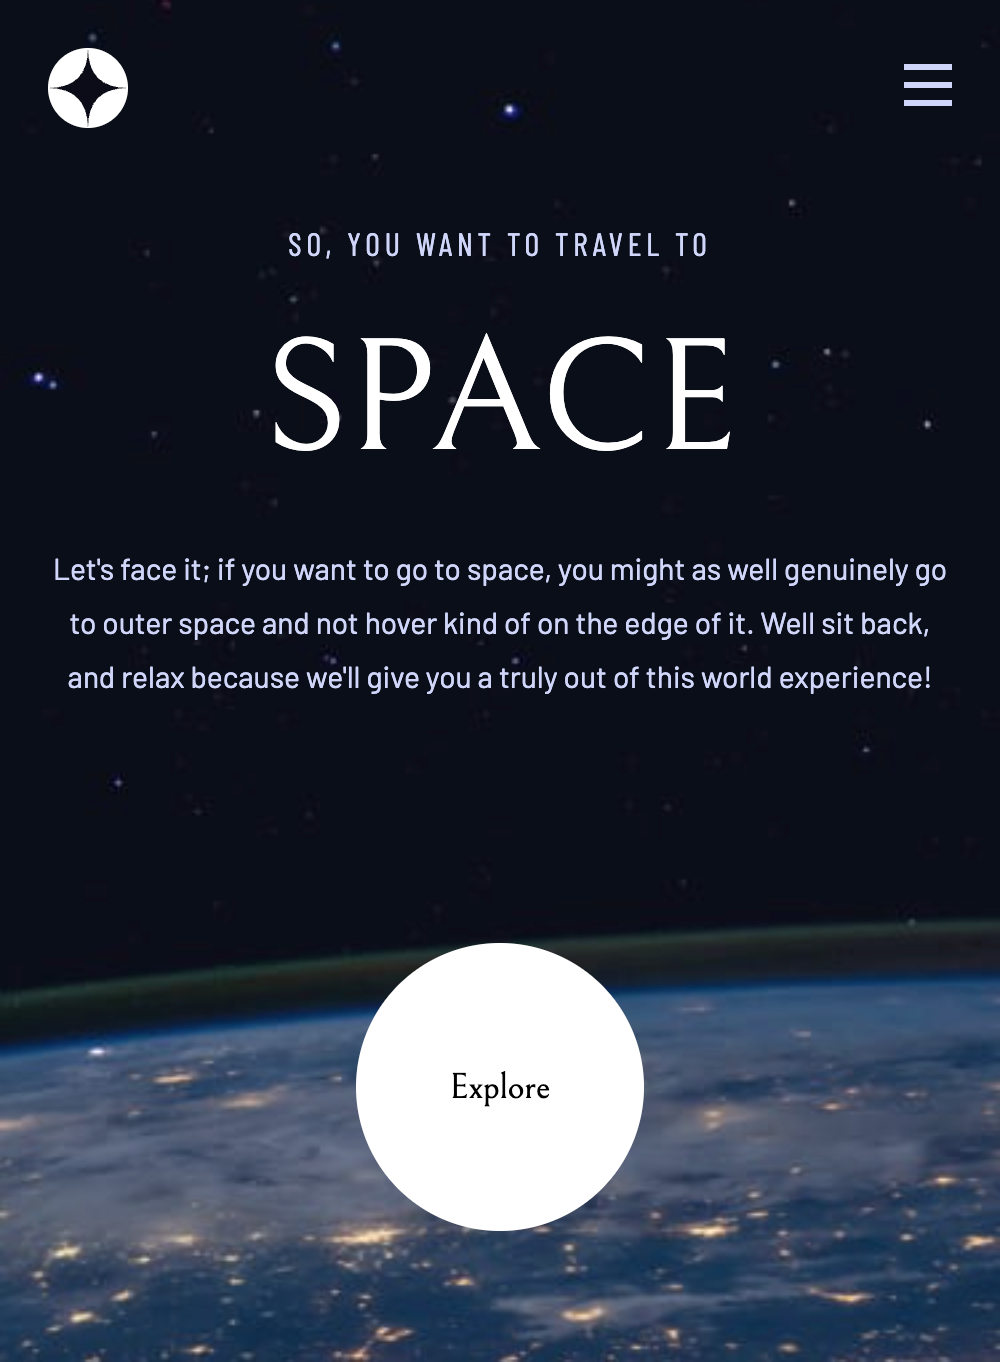 SO, YOU WANT TO TRAVEL TO
SPACE
Let's face it; if you want to go to space, you might as well genuinely go
to outer space and not hover kind of on the edge of it. Well sit back,
and relax because we'll give you a truly out of this world experience!
Explore